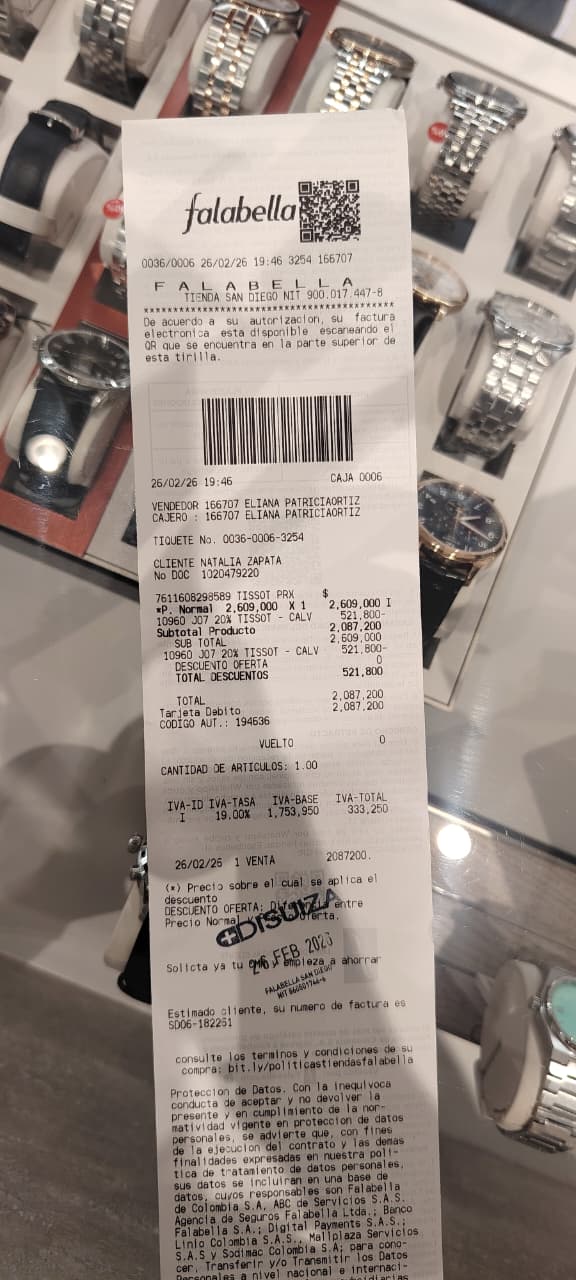 falabella
0036/0006 26/02/26 19:46 3254 166707
F A L A B E L L A
TIENDA SAN DIEGO NIT 900.017.447-8
****************************************
De acuerdo a su autorizacion, su factura
electronica esta disponible escaneando el
QR que se encuentra en la parte superior de
esta tirilla.
26/02/26 19:46 CAJA 0006
VENDEDOR 166707 ELIANA PATRICIAORTIZ
CAJERO : 166707 ELIANA PATRICIAORTIZ
TIQUETE No. 0036-0006-3254
CLIENTE NATALIA ZAPATA
No DOC 1020479220
7611608298589 TISSOT PRX $
*P. Normal 2,609,000 X 1 2,609,000 I
10960 J07 20% TISSOT - CALV 521,800-
Subtotal Producto 2,087,200
SUB TOTAL 2,609,000
10960 J07 20% TISSOT - CALV 521,800-
DESCUENTO OFERTA 0
TOTAL DESCUENTOS 521,800
TOTAL 2,087,200
Tarjeta Debito 2,087,200
CODIGO AUT.: 194636
VUELTO 0
CANTIDAD DE ARTICULOS: 1.00
IVA-ID IVA-TASA IVA-BASE IVA-TOTAL
I 19.00% 1,753,950 333,250
26/02/26 1 VENTA 2087200.
(*) Precio sobre el cual se aplica el
descuento
DESCUENTO OFERTA: Diferencia entre
Precio Normal y Oferta.
DISUIZA
26 FEB 2026
FALABELLA SAN DIEGO
Solicita ya tu y empieza a ahorrar
Estimado cliente, su numero de factura es
SD06-182251
consulte los terminos y condiciones de su
compra: bit.ly/politicastiendasfalabella
Proteccion de Datos. Con la inequivoca
conducta de aceptar y no devolver la
presente y en cumplimiento de la nor-
matividad vigente en proteccion de datos
personales, se advierte que, con fines
de la ejecucion del contrato y las demas
finalidades expresadas en nuestra poli-
tica de tratamiento de datos personales,
sus datos se incluiran en una base de
datos, cuyos responsables son Falabella
de Colombia S.A, ABC de Servicios S.A.S.
Agencia de Seguros Falabella Ltda.; Banco
Falabella S.A.; Digital Payments S.A.S.;
Linio Colombia S.A.S., Mallplaza Servicios
S.A.S y Sodimac Colombia S.A; para cono-
cer, Transferir y/o Transmitir los Datos
Personales a nivel nacional e internaci-